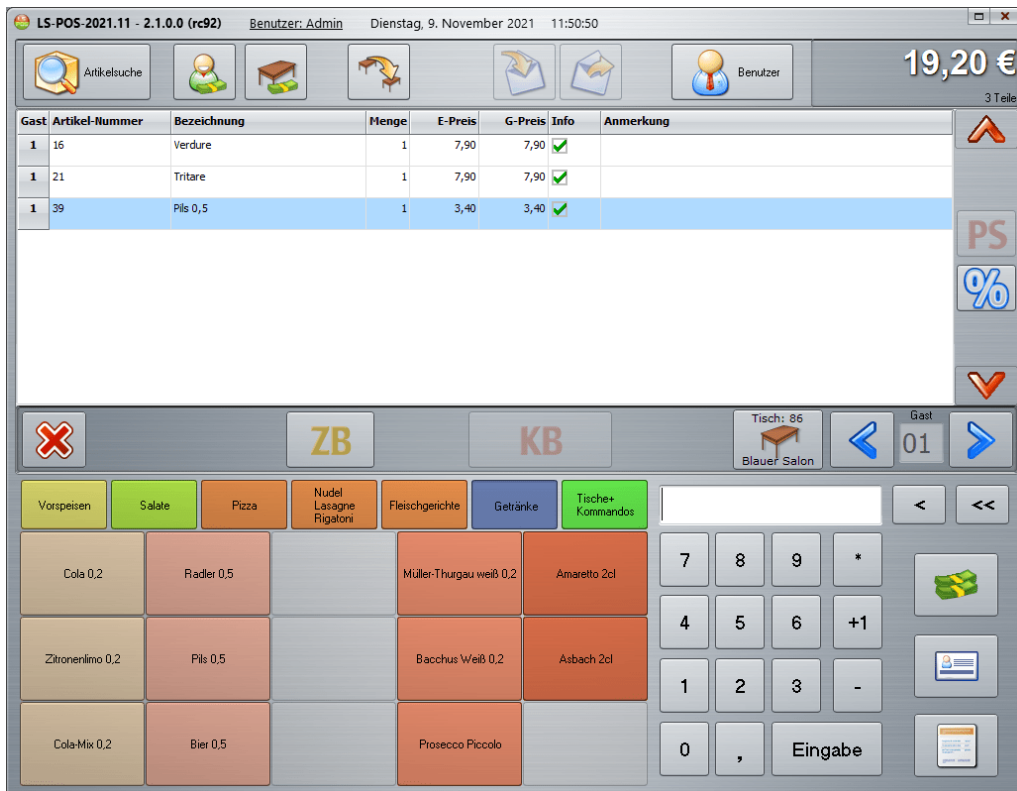 LS-POS-2021.11 - 2.1.0.0 (rc92) Benutzer: Admin Dienstag, 9. November 2021 11:50:50
Artikelsuche
Benutzer
19,20 €
3 Teile
Gast Artikel-Nummer Bezeichnung Menge E-Preis G-Preis Info Anmerkung
1 16 Verdure 1 7,90 7,90
1 21 Tritare 1 7,90 7,90
1 39 Pils 0,5 1 3,40 3,40
PS
%
ZB
KB
Tisch: 86
Blauer Salon
Gast
01
Vorspeisen
Salate
Pizza
Nudel
Lasagne
Rigatoni
Fleischgerichte
Getränke
Tische+
Kommandos
<
<<
Cola 0,2
Radler 0,5
Müller-Thurgau weiß 0,2
Amaretto 2cl
Zitronenlimo 0,2
Pils 0,5
Bacchus Weiß 0,2
Asbach 2cl
Cola-Mix 0,2
Bier 0,5
Prosecco Piccolo
7 8 9 *
4 5 6 +1
1 2 3 -
0 , Eingabe